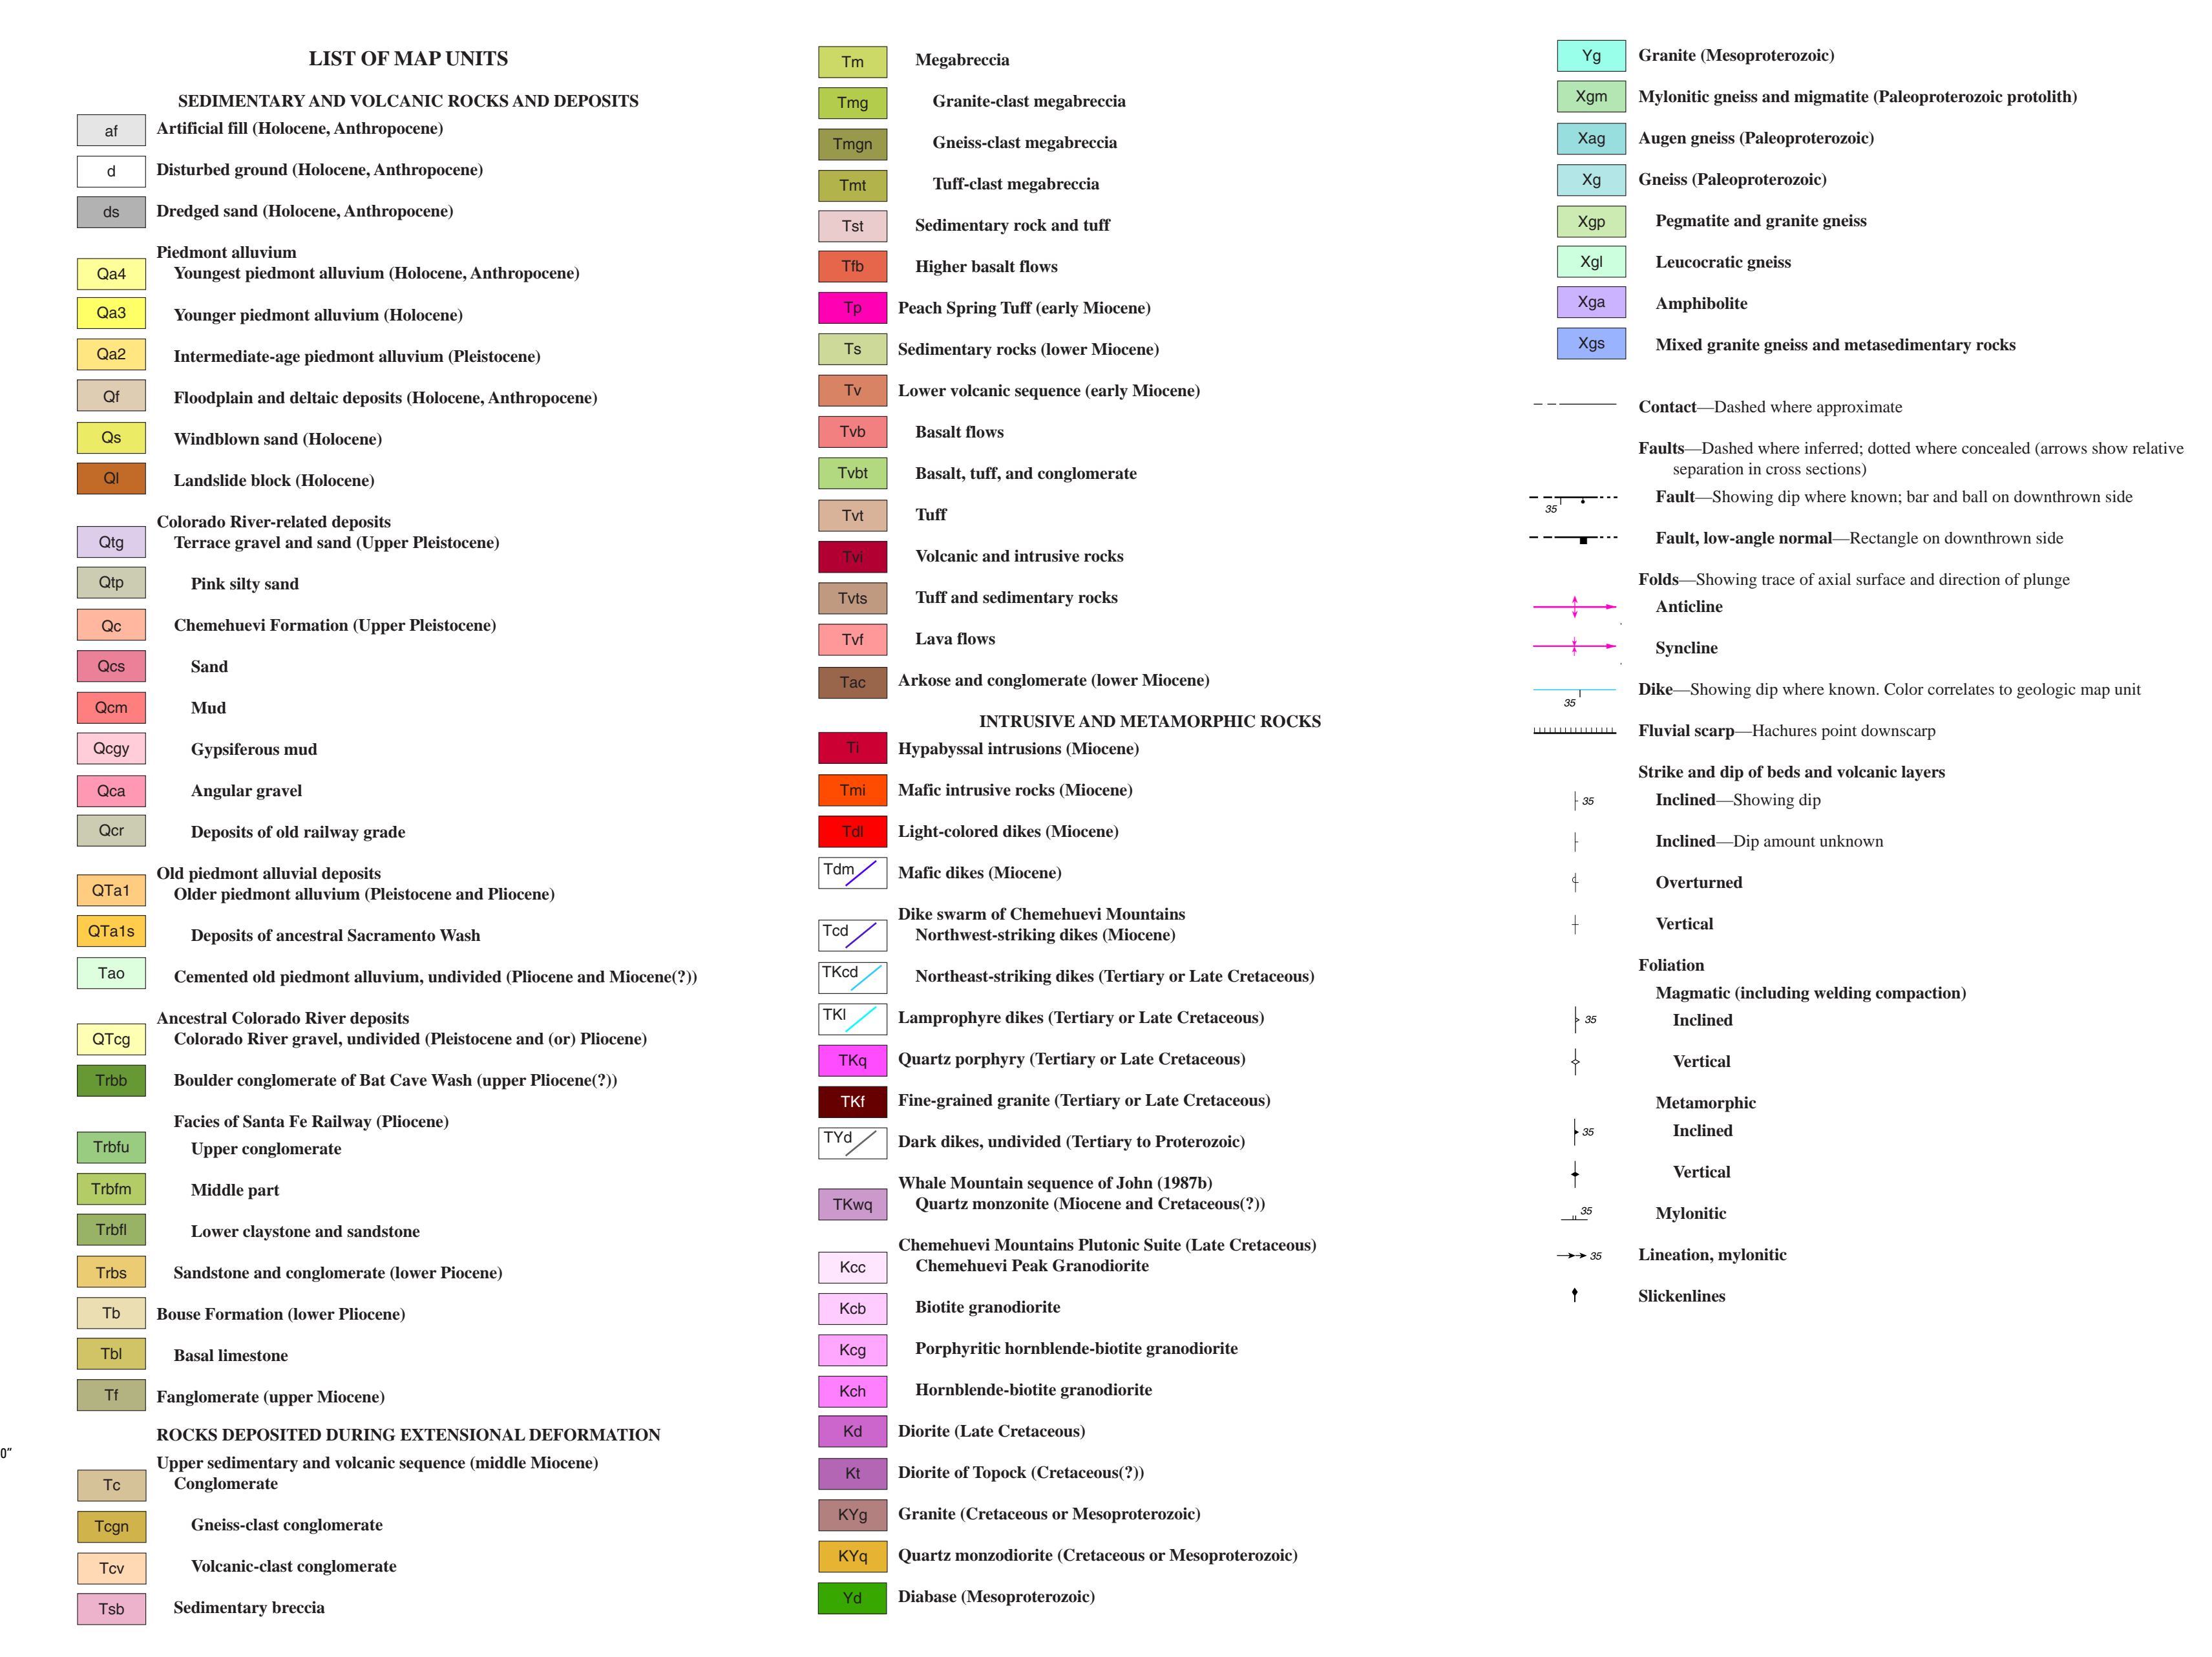 LIST OF MAP UNITS
SEDIMENTARY AND VOLCANIC ROCKS AND DEPOSITS
af Artificial fill (Holocene, Anthropocene)
d Disturbed ground (Holocene, Anthropocene)
ds Dredged sand (Holocene, Anthropocene)
Piedmont alluvium
Qa4 Youngest piedmont alluvium (Holocene, Anthropocene)
Qa3 Younger piedmont alluvium (Holocene)
Qa2 Intermediate-age piedmont alluvium (Pleistocene)
Qf Floodplain and deltaic deposits (Holocene, Anthropocene)
Qs Windblown sand (Holocene)
Ql Landslide block (Holocene)
Colorado River-related deposits
Qtg Terrace gravel and sand (Upper Pleistocene)
Qtp Pink silty sand
Qc Chemehuevi Formation (Upper Pleistocene)
Qcs Sand
Qcm Mud
Qcgy Gypsiferous mud
Qca Angular gravel
Qcr Deposits of old railway grade
Old piedmont alluvial deposits
QTa1 Older piedmont alluvium (Pleistocene and Pliocene)
QTa1s Deposits of ancestral Sacramento Wash
Tao Cemented old piedmont alluvium, undivided (Pliocene and Miocene(?))
Ancestral Colorado River deposits
QTcg Colorado River gravel, undivided (Pleistocene and (or) Pliocene)
Trbb Boulder conglomerate of Bat Cave Wash (upper Pliocene(?))
Facies of Santa Fe Railway (Pliocene)
Trbfu Upper conglomerate
Trbfm Middle part
Trbfl Lower claystone and sandstone
Trbs Sandstone and conglomerate (lower Piocene)
Tb Bouse Formation (lower Pliocene)
Tbl Basal limestone
Tf Fanglomerate (upper Miocene)
ROCKS DEPOSITED DURING EXTENSIONAL DEFORMATION
0″
Upper sedimentary and volcanic sequence (middle Miocene)
Tc Conglomerate
Tcgn Gneiss-clast conglomerate
Tcv Volcanic-clast conglomerate
Tsb Sedimentary breccia
Tm Megabreccia
Tmg Granite-clast megabreccia
Tmgn Gneiss-clast megabreccia
Tmt Tuff-clast megabreccia
Tst Sedimentary rock and tuff
Tfb Higher basalt flows
Tp Peach Spring Tuff (early Miocene)
Ts Sedimentary rocks (lower Miocene)
Tv Lower volcanic sequence (early Miocene)
Tvb Basalt flows
Tvbt Basalt, tuff, and conglomerate
Tvt Tuff
Tvi Volcanic and intrusive rocks
Tvts Tuff and sedimentary rocks
Tvf Lava flows
Tac Arkose and conglomerate (lower Miocene)
INTRUSIVE AND METAMORPHIC ROCKS
Ti Hypabyssal intrusions (Miocene)
Tmi Mafic intrusive rocks (Miocene)
Tdl Light-colored dikes (Miocene)
Tdm Mafic dikes (Miocene)
Dike swarm of Chemehuevi Mountains
Tcd Northwest-striking dikes (Miocene)
TKcd Northeast-striking dikes (Tertiary or Late Cretaceous)
TKl Lamprophyre dikes (Tertiary or Late Cretaceous)
TKq Quartz porphyry (Tertiary or Late Cretaceous)
TKf Fine-grained granite (Tertiary or Late Cretaceous)
TYd Dark dikes, undivided (Tertiary to Proterozoic)
Whale Mountain sequence of John (1987b)
TKwq Quartz monzonite (Miocene and Cretaceous(?))
Chemehuevi Mountains Plutonic Suite (Late Cretaceous)
Kcc Chemehuevi Peak Granodiorite
Kcb Biotite granodiorite
Kcg Porphyritic hornblende-biotite granodiorite
Kch Hornblende-biotite granodiorite
Kd Diorite (Late Cretaceous)
Kt Diorite of Topock (Cretaceous(?))
KYg Granite (Cretaceous or Mesoproterozoic)
KYq Quartz monzodiorite (Cretaceous or Mesoproterozoic)
Yd Diabase (Mesoproterozoic)
Yg Granite (Mesoproterozoic)
Xgm Mylonitic gneiss and migmatite (Paleoproterozoic protolith)
Xag Augen gneiss (Paleoproterozoic)
Xg Gneiss (Paleoproterozoic)
Xgp Pegmatite and granite gneiss
Xgl Leucocratic gneiss
Xga Amphibolite
Xgs Mixed granite gneiss and metasedimentary rocks
Contact—Dashed where approximate
Faults—Dashed where inferred; dotted where concealed (arrows show relative
separation in cross sections)
35 Fault—Showing dip where known; bar and ball on downthrown side
Fault, low-angle normal—Rectangle on downthrown side
Folds—Showing trace of axial surface and direction of plunge
Anticline
Syncline
35 Dike—Showing dip where known. Color correlates to geologic map unit
Fluvial scarp—Hachures point downscarp
Strike and dip of beds and volcanic layers
35 Inclined—Showing dip
Inclined—Dip amount unknown
Overturned
Vertical
Foliation
Magmatic (including welding compaction)
35 Inclined
Vertical
Metamorphic
35 Inclined
Vertical
35 Mylonitic
35 Lineation, mylonitic
Slickenlines